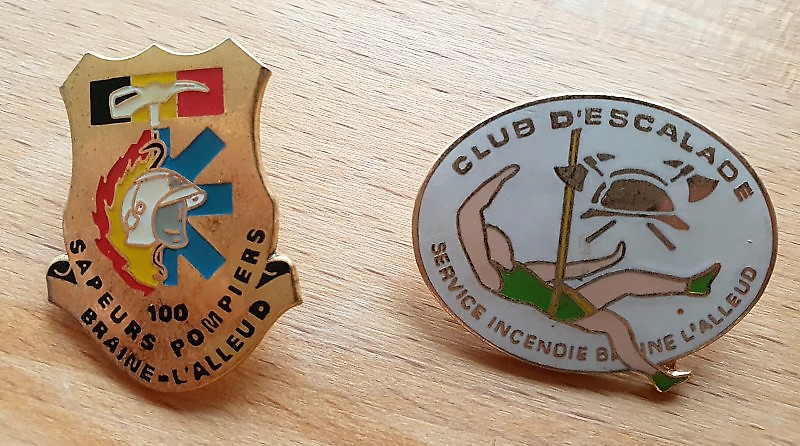 100
SAPEURS POMPIERS
BRAINE-L'ALLEUD
CLUB D'ESCALADE
SERVICE INCENDIE BRAINE L'ALLEUD